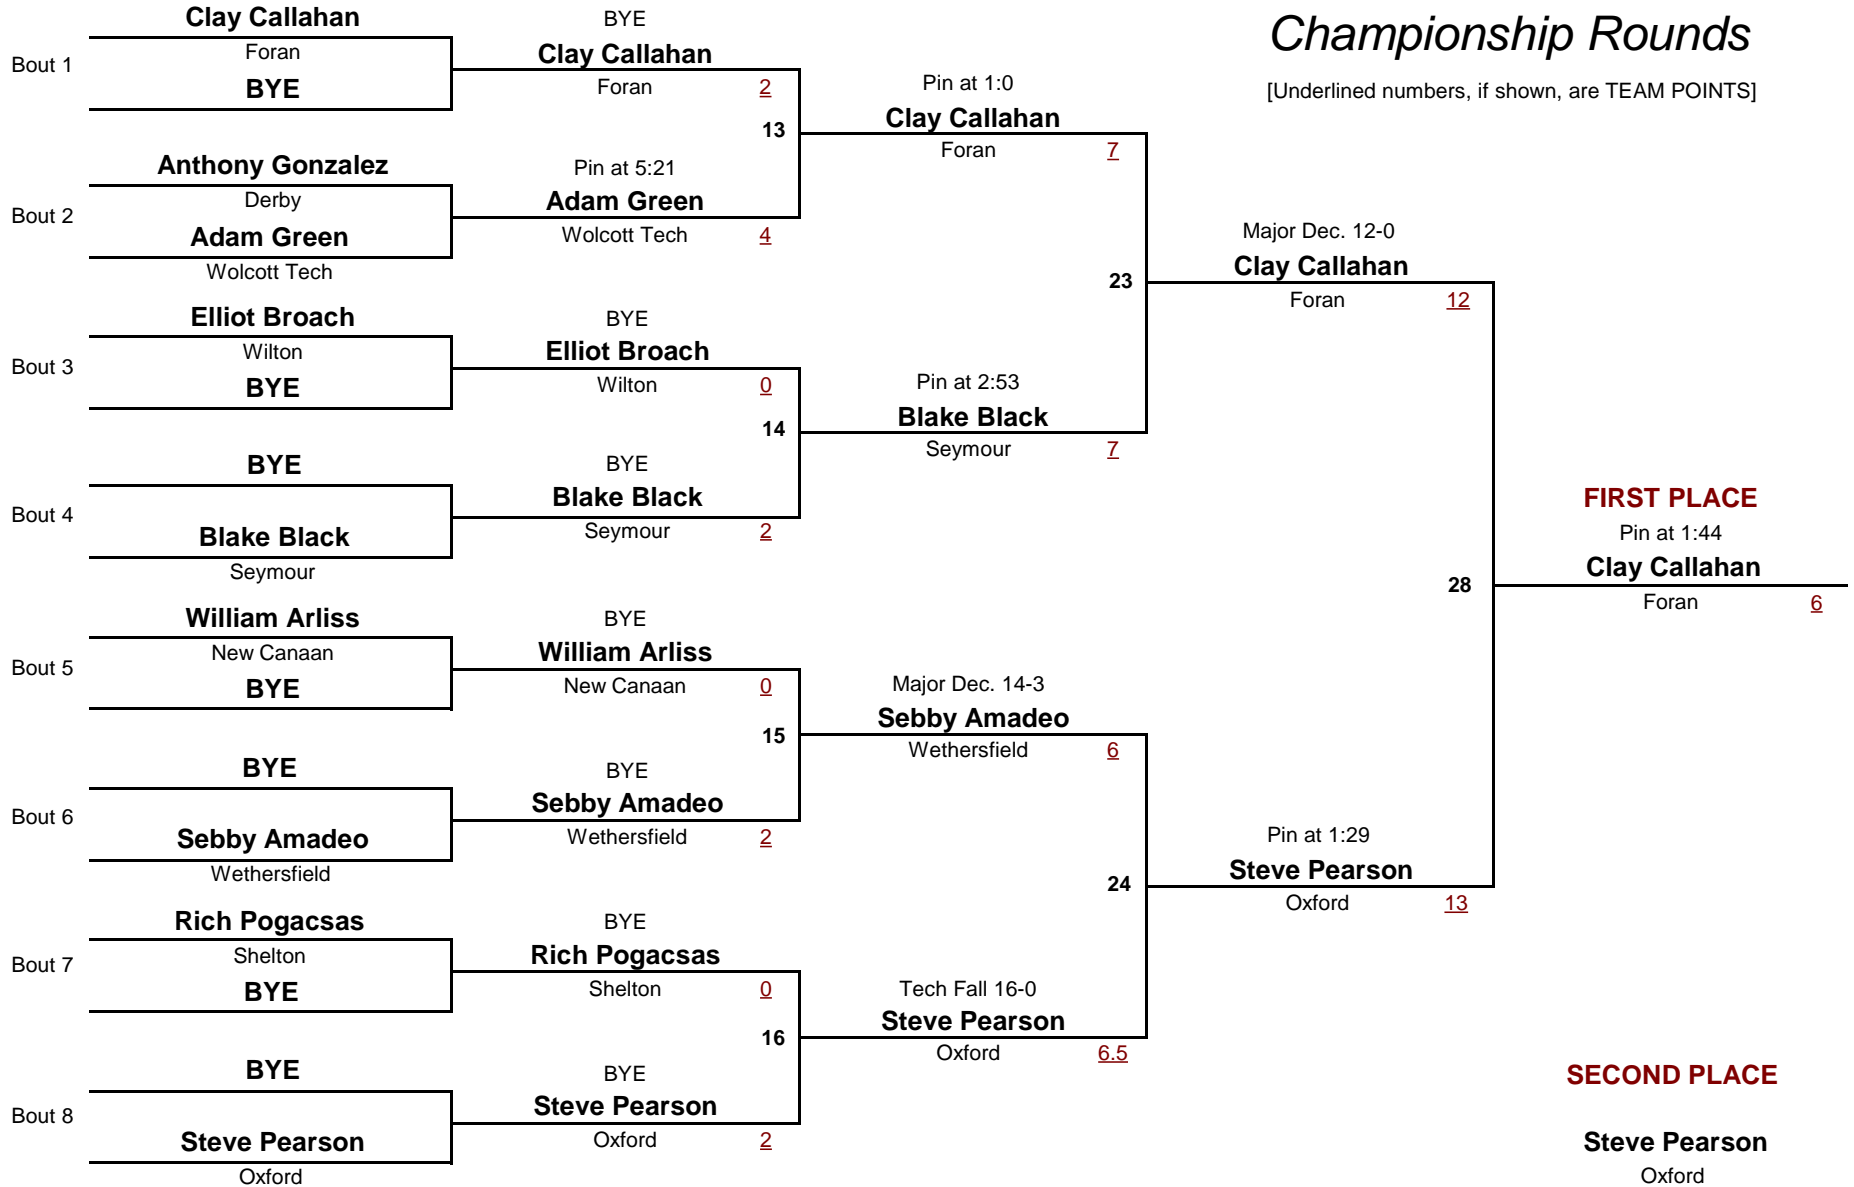 Championship Rounds
[Underlined numbers, if shown, are TEAM POINTS]
Bout 1
Clay Callahan
Foran
BYE
Bout 2
Anthony Gonzalez
Derby
Adam Green
Wolcott Tech
Bout 3
Elliot Broach
Wilton
BYE
Bout 4
BYE
Blake Black
Seymour
Bout 5
William Arliss
New Canaan
BYE
Bout 6
BYE
Sebby Amadeo
Wethersfield
Bout 7
Rich Pogacsas
Shelton
BYE
Bout 8
BYE
Steve Pearson
Oxford
BYE
Clay Callahan
Foran 2
13
Pin at 5:21
Adam Green
Wolcott Tech 4
BYE
Elliot Broach
Wilton 0
14
BYE
Blake Black
Seymour 2
BYE
William Arliss
New Canaan 0
15
BYE
Sebby Amadeo
Wethersfield 2
BYE
Rich Pogacsas
Shelton 0
16
BYE
Steve Pearson
Oxford 2
Pin at 1:0
Clay Callahan
Foran 7
23
Pin at 2:53
Blake Black
Seymour 7
Major Dec. 14-3
Sebby Amadeo
Wethersfield 6
24
Tech Fall 16-0
Steve Pearson
Oxford 6.5
Major Dec. 12-0
Clay Callahan
Foran 12
28
Pin at 1:29
Steve Pearson
Oxford 13
FIRST PLACE
Pin at 1:44
Clay Callahan
Foran 6
SECOND PLACE
Steve Pearson
Oxford